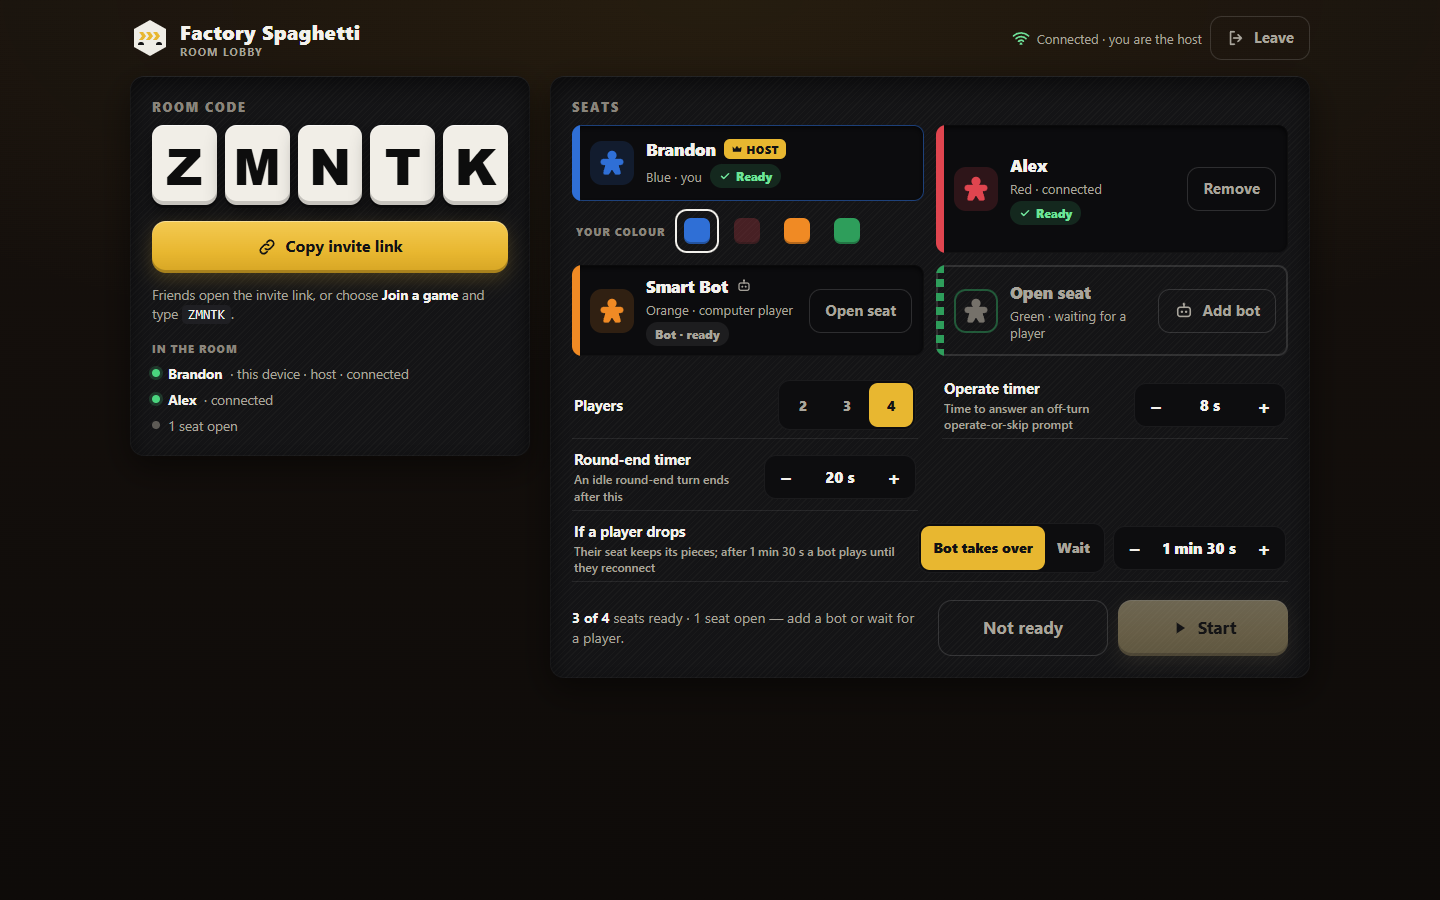 Factory Spaghetti
ROOM LOBBY
Connected · you are the host
Leave
ROOM CODE
Z M N T K
Copy invite link
Friends open the invite link, or choose Join a game and
type ZMNTK .
IN THE ROOM
Brandon · this device · host · connected
Alex · connected
1 seat open
SEATS
Brandon HOST
Blue · you Ready
YOUR COLOUR
Alex
Red · connected
Ready
Remove
Smart Bot
Orange · computer player
Bot · ready
Open seat
Open seat
Green · waiting for a
player
Add bot
Players
2 3 4
Operate timer
Time to answer an off-turn
operate-or-skip prompt
− 8 s +
Round-end timer
An idle round-end turn ends
after this
− 20 s +
If a player drops
Their seat keeps its pieces; after 1 min 30 s a bot plays until
they reconnect
Bot takes over Wait
− 1 min 30 s +
3 of 4 seats ready · 1 seat open — add a bot or wait for
a player.
Not ready
Start